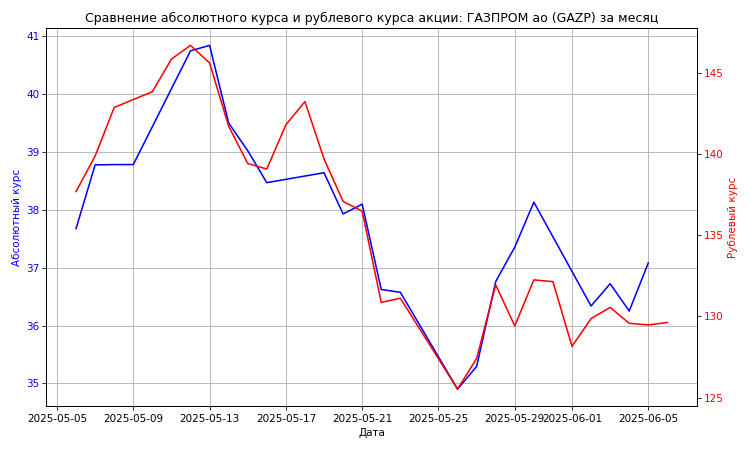 Сравнение абсолютного курса и рублевого курса акции: ГАЗПРОМ ао (GAZP) за месяц
41
40
39
38
37
36
35
Абсолютный курс
145
140
135
130
125
Рублевый курс
2025-05-05 2025-05-09 2025-05-13 2025-05-17 2025-05-21 2025-05-25 2025-05-29 2025-06-01 2025-06-05
Дата